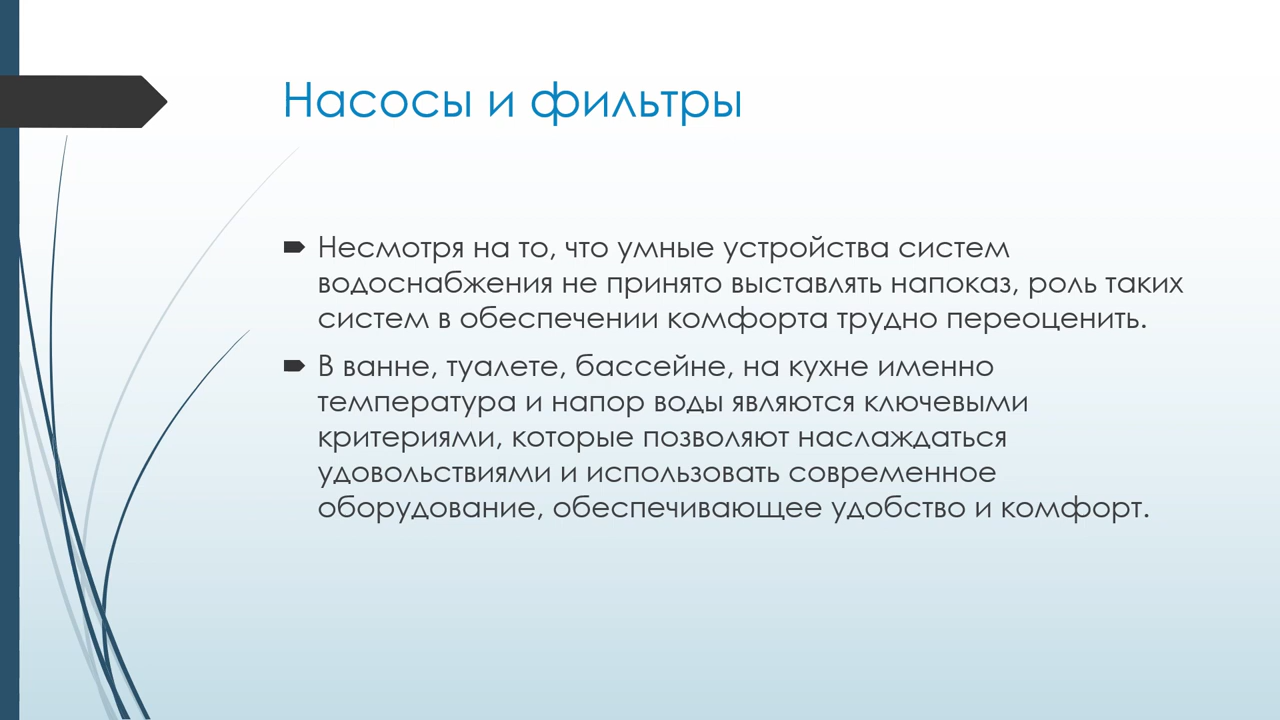 Насосы и фильтры
Несмотря на то, что умные устройства систем
водоснабжения не принято выставлять напоказ, роль таких
систем в обеспечении комфорта трудно переоценить.
В ванне, туалете, бассейне, на кухне именно
температура и напор воды являются ключевыми
критериями, которые позволяют наслаждаться
удовольствиями и использовать современное
оборудование, обеспечивающее удобство и комфорт.